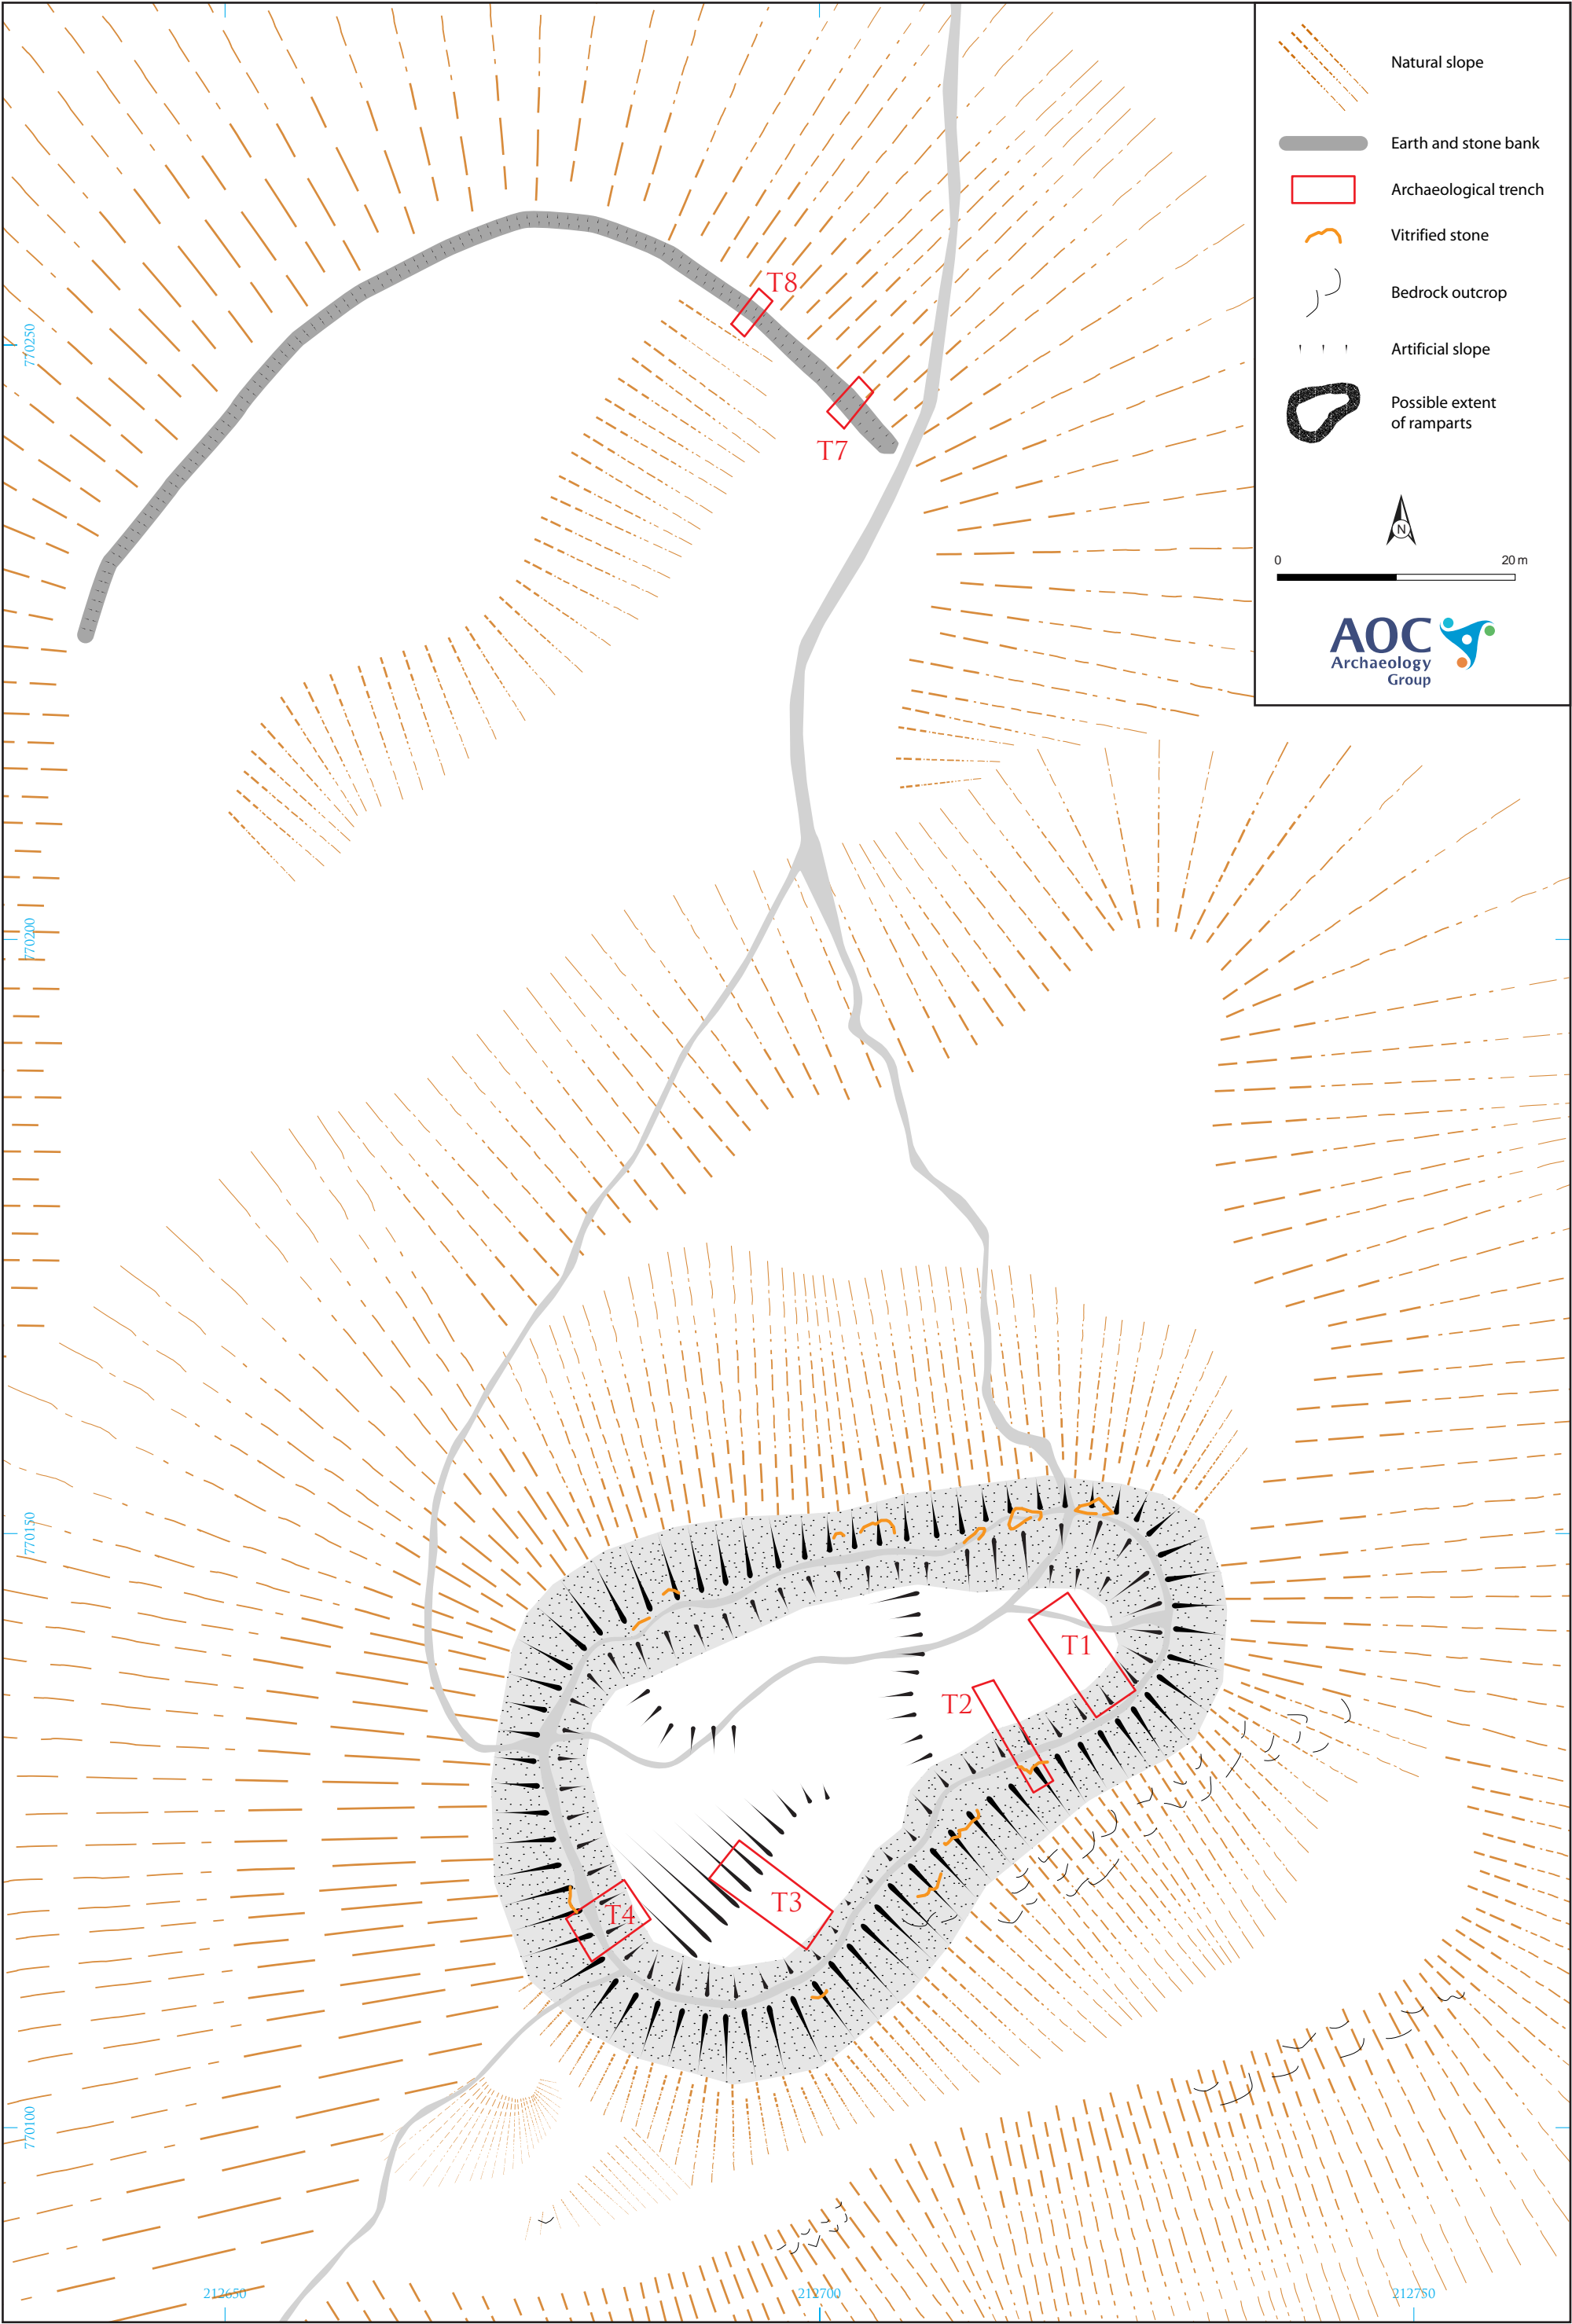 Natural slope
Earth and stone bank
Archaeological trench
Vitrified stone
Bedrock outcrop
Artificial slope
Possible extent
of ramparts
N
0 20 m
AOC
Archaeology
Group
T8
T7
770250
770200
770150
T1
T2
T3
T4
770100
212650 212700 212750